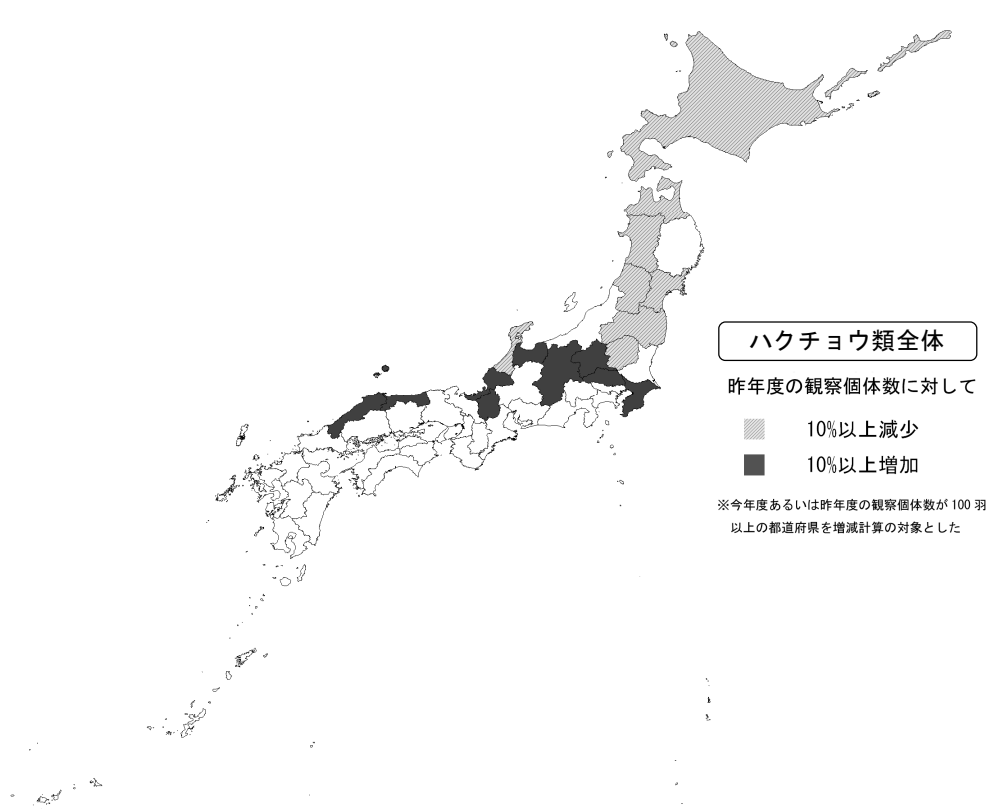 ハクチョウ類全体
昨年度の観察個体数に対して
10%以上減少
10%以上増加
※今年度あるいは昨年度の観察個体数が100羽
以上の都道府県を増減計算の対象とした